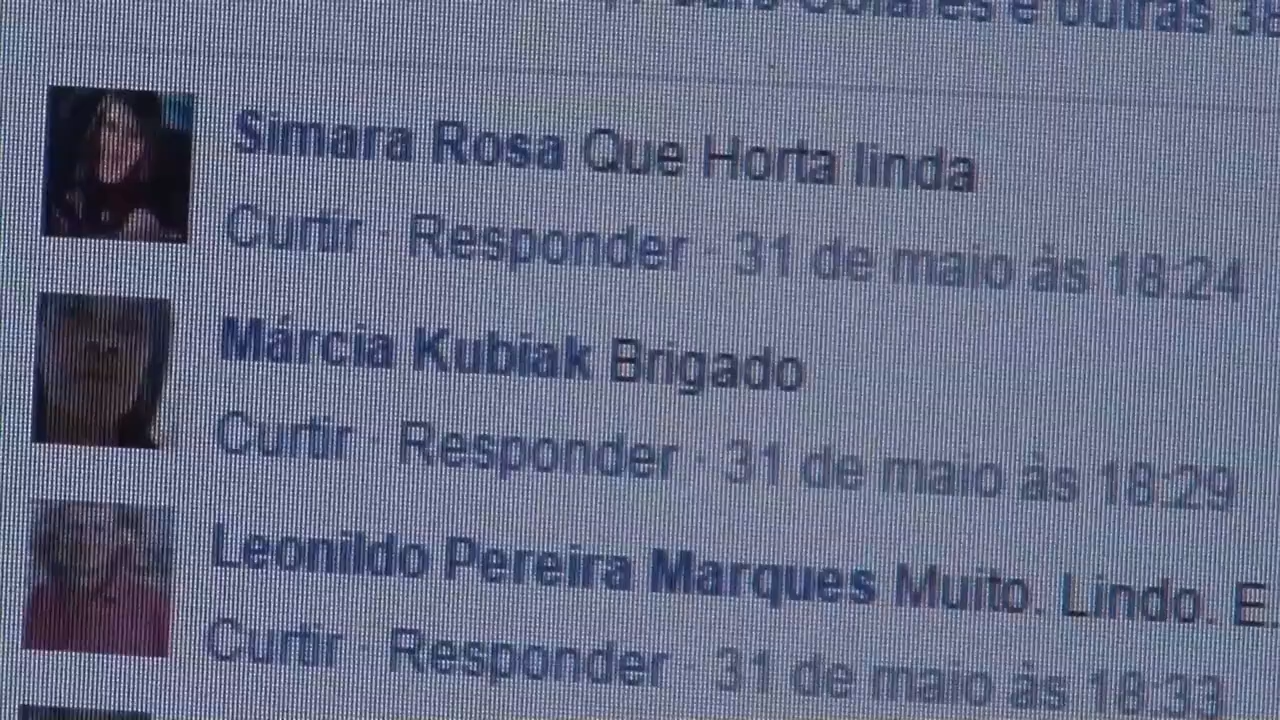 e outras
Simara Rosa Que Horta linda
Curtir · Responder · 31 de maio às 18:24
Márcia Kubiak Brigado
Curtir · Responder · 31 de maio às 18:29
Leonildo Pereira Marques Muito. Lindo. E.
Curtir · Responder · 31 de maio às 18:33